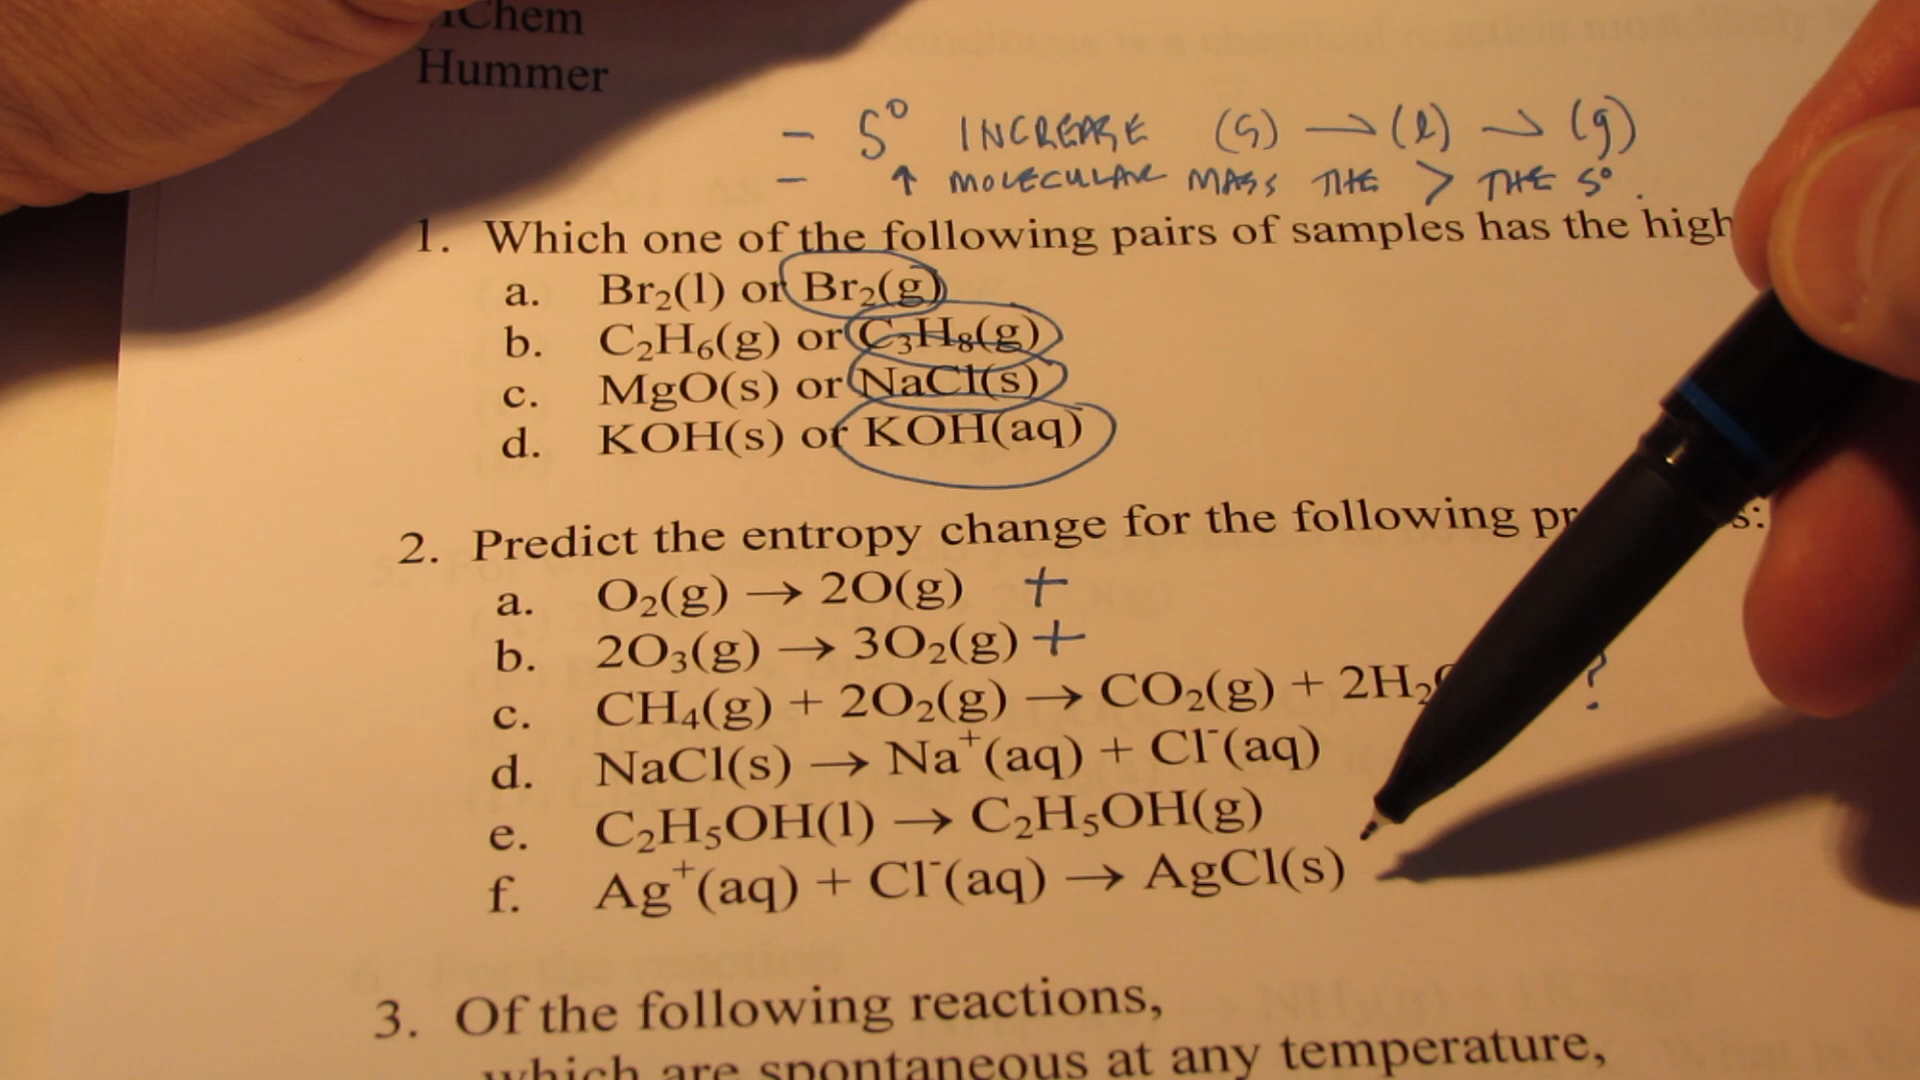 Chem
Hummer
- S° INCREASE (S) → (l) → (g)
- ↑ MOLECULAR MASS THE > THE S°.
1. Which one of the following pairs of samples has the high
a. Br₂(l) or Br₂(g)
b. C₂H₆(g) or C₃H₈(g)
c. MgO(s) or NaCl(s)
d. KOH(s) or KOH(aq)
2. Predict the entropy change for the following pr s:
a. O₂(g) → 2O(g) +
b. 2O₃(g) → 3O₂(g) +
c. CH₄(g) + 2O₂(g) → CO₂(g) + 2H₂ ?
d. NaCl(s) → Na⁺(aq) + Cl⁻(aq)
e. C₂H₅OH(l) → C₂H₅OH(g)
f. Ag⁺(aq) + Cl⁻(aq) → AgCl(s)
3. Of the following reactions,
which are spontaneous at any temperature,